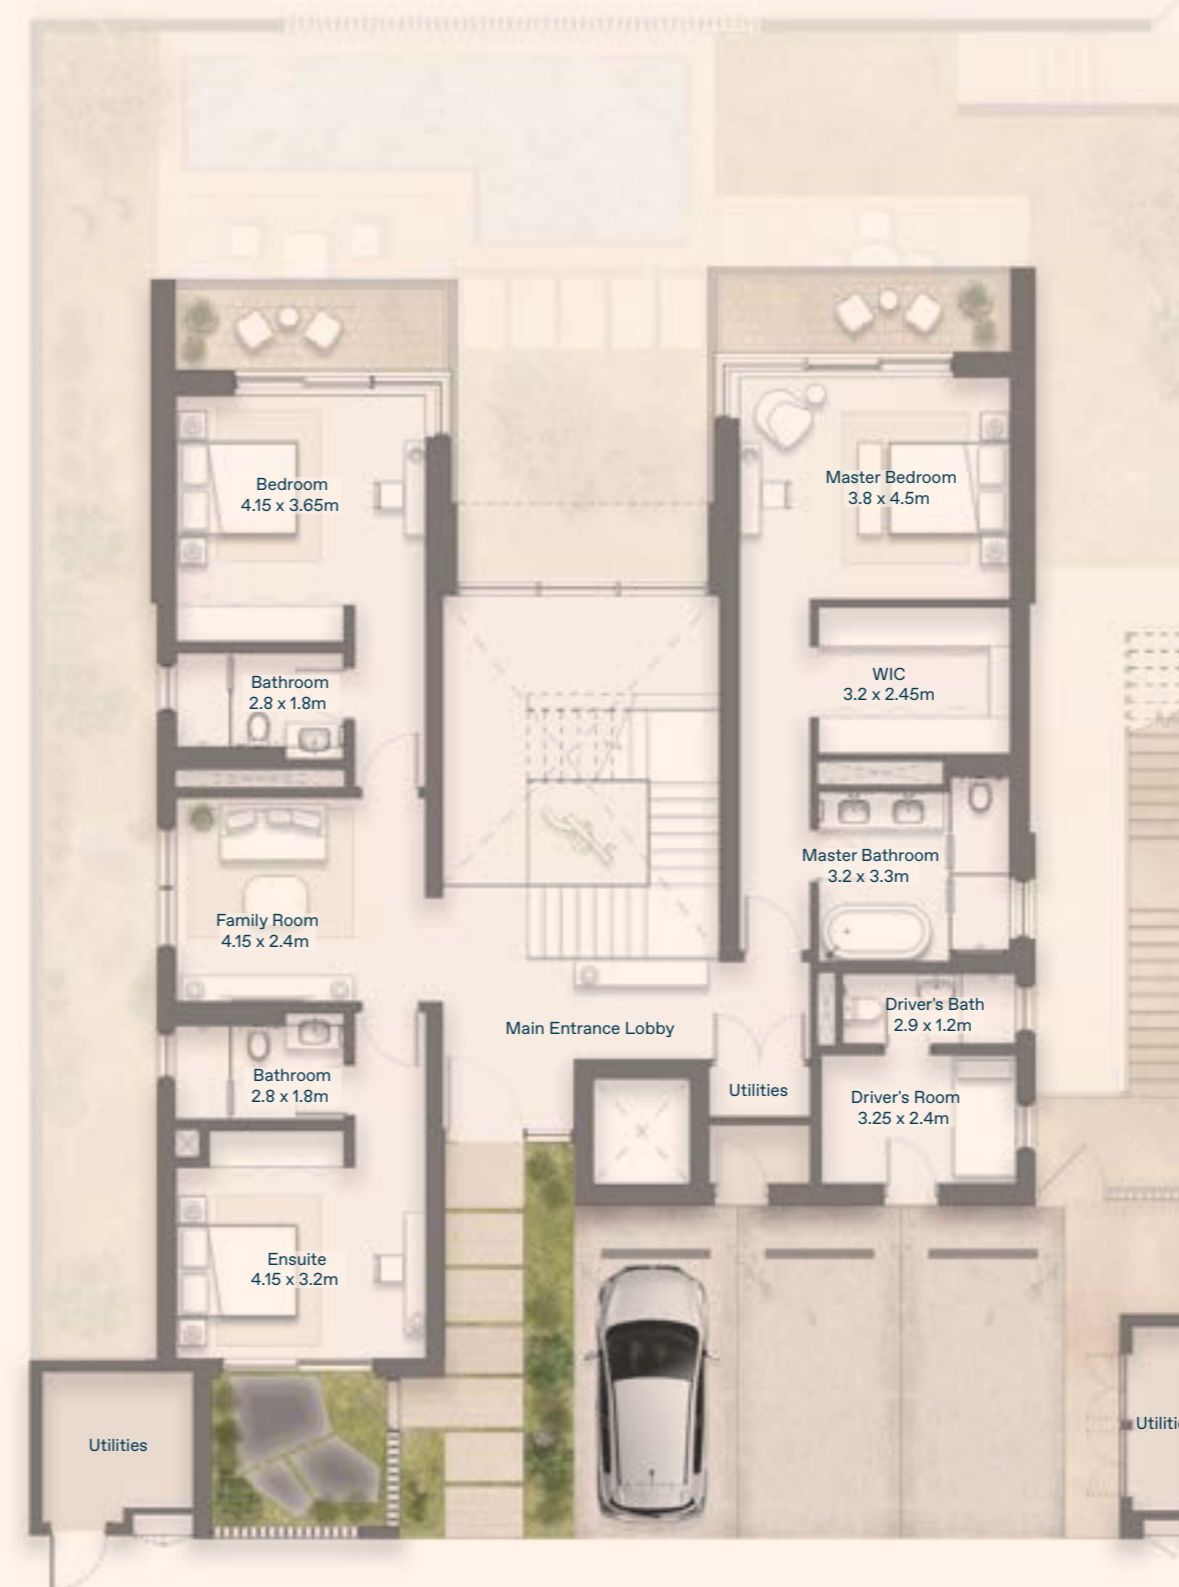 Bedroom
4.15 x 3.65m
Master Bedroom
3.8 x 4.5m
Bathroom
2.8 x 1.8m
WIC
3.2 x 2.45m
Master Bathroom
3.2 x 3.3m
Family Room
4.15 x 2.4m
Driver's Bath
2.9 x 1.2m
Main Entrance Lobby
Bathroom
2.8 x 1.8m
Utilities
Driver's Room
3.25 x 2.4m
Ensuite
4.15 x 3.2m
Utilities
Utiliti